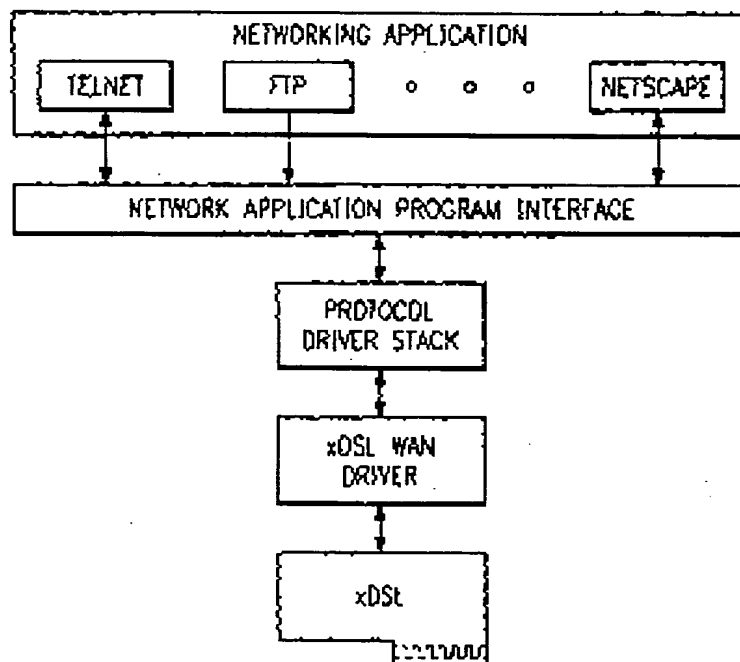 NETWORKING APPLICATION
TELNET FTP o o o NETSCAPE
NETWORK APPLICATION PROGRAM INTERFACE
PROTOCOL
DRIVER STACK
xDSL WAN
DRIVER
xDSL